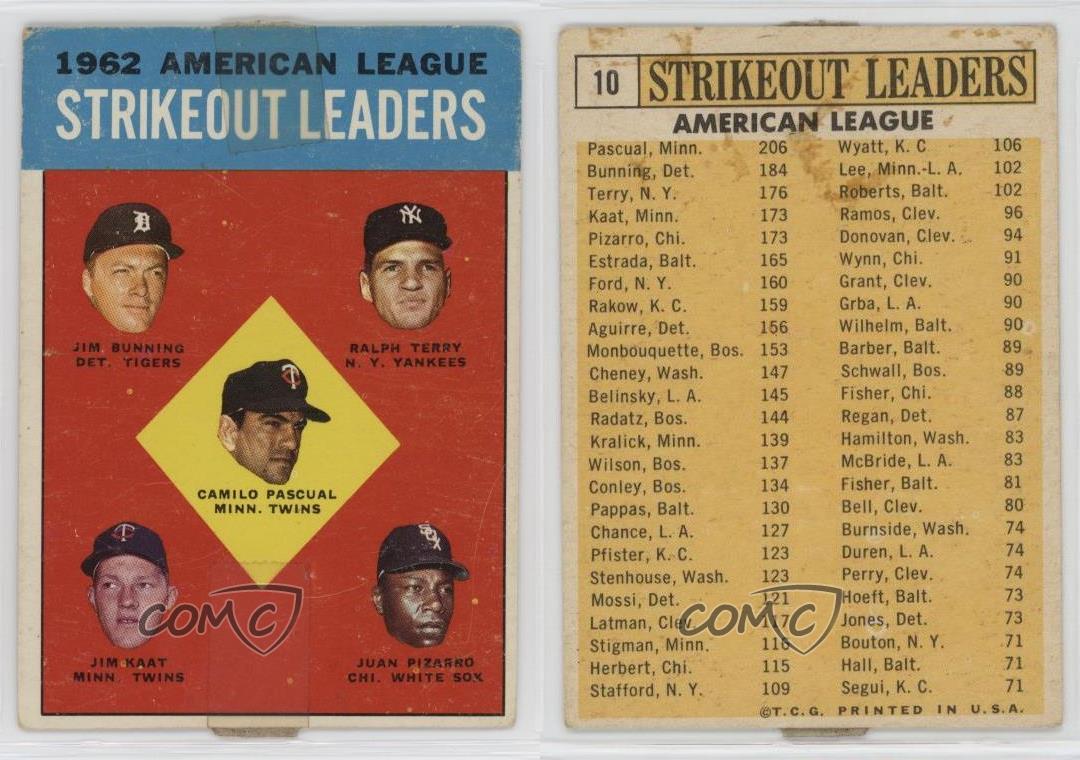 1962 AMERICAN LEAGUE
STRIKEOUT LEADERS
JIM BUNNING
DET. TIGERS
RALPH TERRY
N. Y. YANKEES
CAMILO PASCUAL
MINN. TWINS
JIM KAAT
MINN. TWINS
JUAN PIZARRO
CHI. WHITE SOX
COMC
10 STRIKEOUT LEADERS
AMERICAN LEAGUE
Pascual, Minn. 206 Wyatt, K. C 106
Bunning, Det. 184 Lee, Minn.-L. A. 102
Terry, N. Y. 176 Roberts, Balt. 102
Kaat, Minn. 173 Ramos, Clev. 96
Pizarro, Chi. 173 Donovan, Clev. 94
Estrada, Balt. 165 Wynn, Chi. 91
Ford, N. Y. 160 Grant, Clev. 90
Rakow, K. C. 159 Grba, L. A. 90
Aguirre, Det. 156 Wilhelm, Balt. 90
Monbouquette, Bos. 153 Barber, Balt. 89
Cheney, Wash. 147 Schwall, Bos. 89
Belinsky, L. A. 145 Fisher, Chi. 88
Radatz, Bos. 144 Regan, Det. 87
Kralick, Minn. 139 Hamilton, Wash. 83
Wilson, Bos. 137 McBride, L. A. 83
Conley, Bos. 134 Fisher, Balt. 81
Pappas, Balt. 130 Bell, Clev. 80
Chance, L. A. 127 Burnside, Wash. 74
Pfister, K. C. 123 Duren, L. A. 74
Stenhouse, Wash. 123 Perry, Clev. 74
Mossi, Det. 121 Hoeft, Balt. 73
Latman, Clev. 117 Jones, Det. 73
Stigman, Minn. 116 Bouton, N. Y. 71
Herbert, Chi. 115 Hall, Balt. 71
Stafford, N. Y. 109 Segui, K. C. 71
©T.C.G. PRINTED IN U.S.A.
COMC